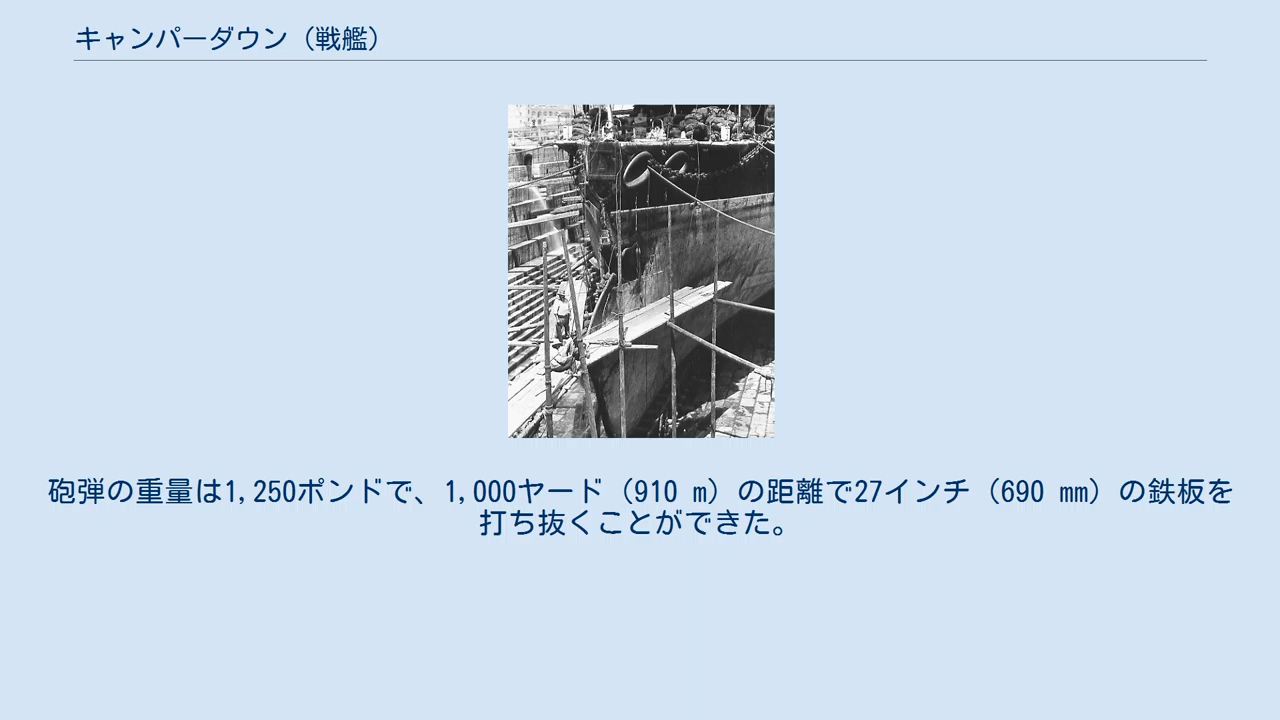 キャンパーダウン（戦艦）
砲弾の重量は1,250ポンドで、1,000ヤード（910 m）の距離で27インチ（690 mm）の鉄板を
打ち抜くことができた。